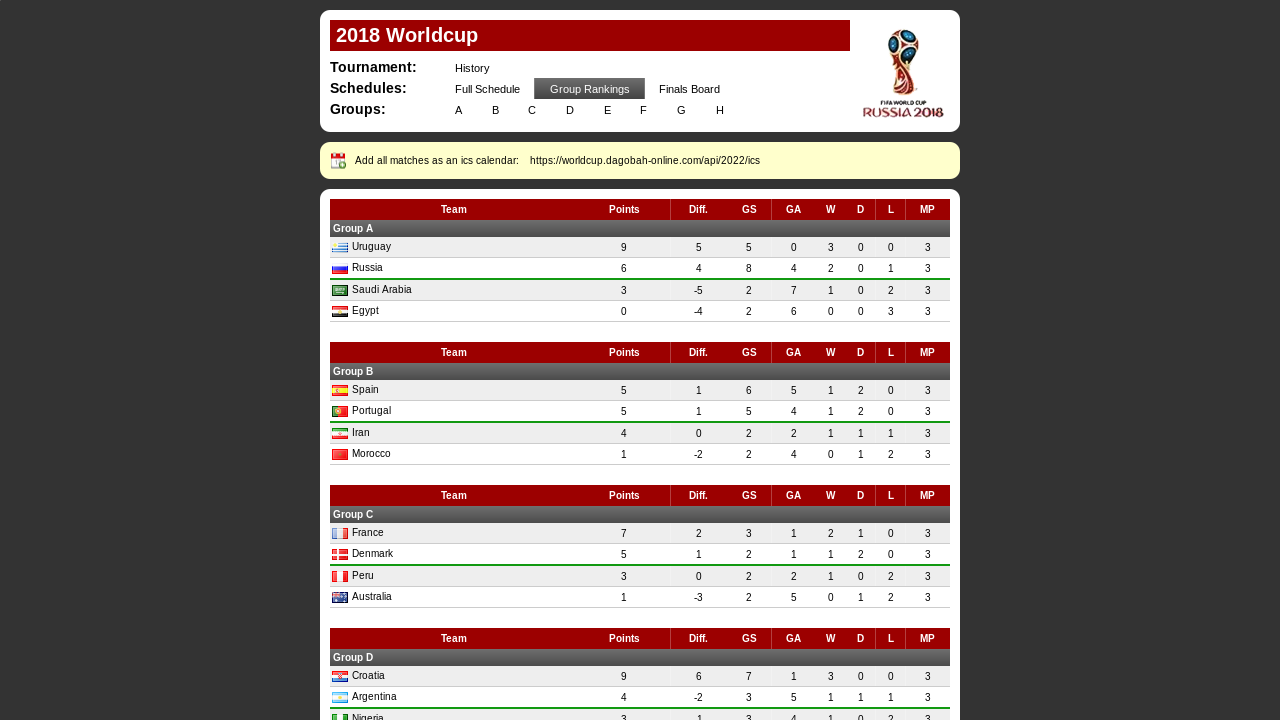 2018 Worldcup
FIFA WORLD CUP
RUSSIA 2018
Tournament: History
Schedules: Full Schedule Group Rankings Finals Board
Groups: A B C D E F G H
Add all matches as an ics calendar: https://worldcup.dagobah-online.com/api/2022/ics
Team Points Diff. GS GA W D L MP
Group A
Uruguay 9 5 5 0 3 0 0 3
Russia 6 4 8 4 2 0 1 3
Saudi Arabia 3 -5 2 7 1 0 2 3
Egypt 0 -4 2 6 0 0 3 3
Team Points Diff. GS GA W D L MP
Group B
Spain 5 1 6 5 1 2 0 3
Portugal 5 1 5 4 1 2 0 3
Iran 4 0 2 2 1 1 1 3
Morocco 1 -2 2 4 0 1 2 3
Team Points Diff. GS GA W D L MP
Group C
France 7 2 3 1 2 1 0 3
Denmark 5 1 2 1 1 2 0 3
Peru 3 0 2 2 1 0 2 3
Australia 1 -3 2 5 0 1 2 3
Team Points Diff. GS GA W D L MP
Group D
Croatia 9 6 7 1 3 0 0 3
Argentina 4 -2 3 5 1 1 1 3
Nigeria 3 -1 3 4 1 0 2 3